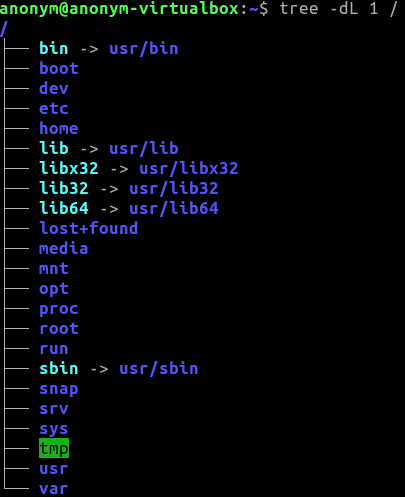 anonym@anonym-virtualbox:~$ tree -dL 1 /
/
├── bin -> usr/bin
├── boot
├── dev
├── etc
├── home
├── lib -> usr/lib
├── libx32 -> usr/libx32
├── lib32 -> usr/lib32
├── lib64 -> usr/lib64
├── lost+found
├── media
├── mnt
├── opt
├── proc
├── root
├── run
├── sbin -> usr/sbin
├── snap
├── srv
├── sys
├── tmp
├── usr
└── var